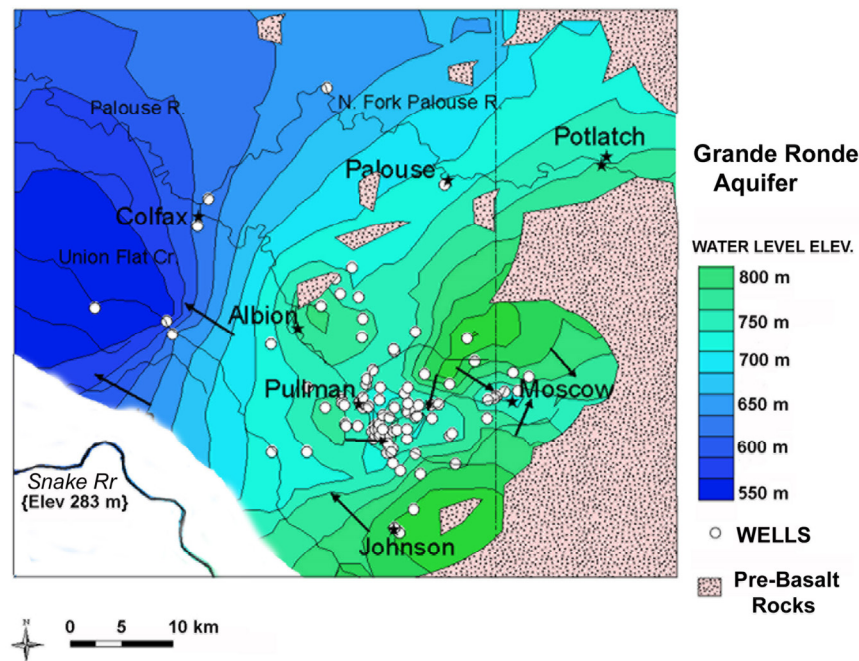 Palouse R.
N. Fork Palouse R.
Potlatch
Palouse
Colfax
Union Flat Cr.
Albion
Pullman
Moscow
Snake Rr
{Elev 283 m}
Johnson
Grande Ronde
Aquifer
WATER LEVEL ELEV.
800 m
750 m
700 m
650 m
600 m
550 m
WELLS
Pre-Basalt
Rocks
N
0 5 10 km